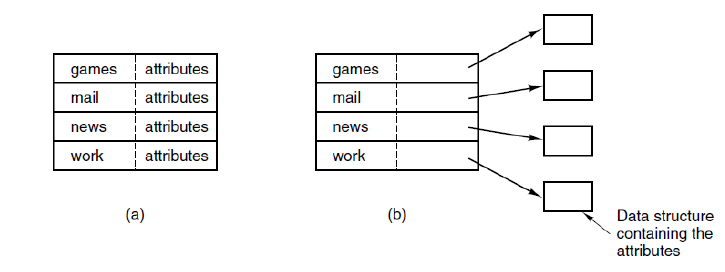 games attributes
mail attributes
news attributes
work attributes
(a)
games
mail
news
work
(b)
Data structure
containing the
attributes